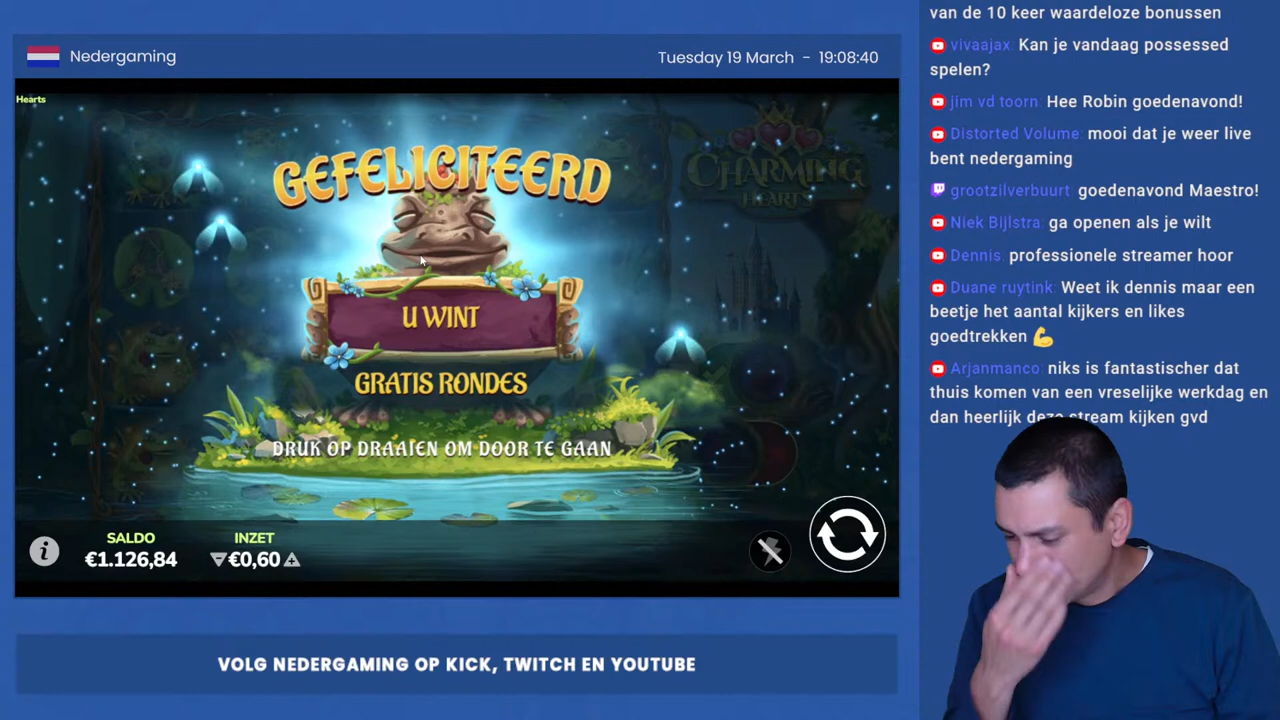 Nedergaming
Tuesday 19 March - 19:08:40
Hearts
CHARMING
HEARTS
GEFELICITEERD
U WINT
GRATIS RONDES
DRUK OP DRAAIEN OM DOOR TE GAAN
SALDO
€1.126,84
INZET
€0,60
VOLG NEDERGAMING OP KICK, TWITCH EN YOUTUBE
van de 10 keer waardeloze bonussen
vivaajax: Kan je vandaag possessed
spelen?
jim vd toorn: Hee Robin goedenavond!
Distorted Volume: mooi dat je weer live
bent nedergaming
grootzilverbuurt: goedenavond Maestro!
Niek Bijlstra: ga openen als je wilt
Dennis: professionele streamer hoor
Duane ruytink: Weet ik dennis maar een
beetje het aantal kijkers en likes
goedtrekken 💪
Arjanmanco: niks is fantastischer dat
thuis komen van een vreselijke werkdag en
dan heerlijk deze stream kijken gvd